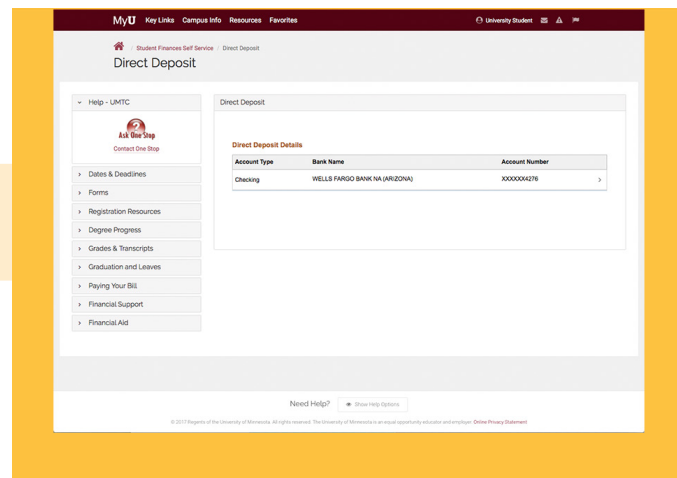 MyU Key Links Campus Info Resources Favorites University Student
Student Finances Self Service / Direct Deposit
Direct Deposit
Help - UMTC
Ask One Stop
Contact One Stop
Dates & Deadlines
Forms
Registration Resources
Degree Progress
Grades & Transcripts
Graduation and Leaves
Paying Your Bill
Financial Support
Financial Aid
Direct Deposit
Direct Deposit Details
Account Type Bank Name Account Number
Checking WELLS FARGO BANK NA (ARIZONA) XXXXXX4276
Need Help? Show Help Options
© 2017 Regents of the University of Minnesota. All rights reserved. The University of Minnesota is an equal opportunity educator and employer. Online Privacy Statement